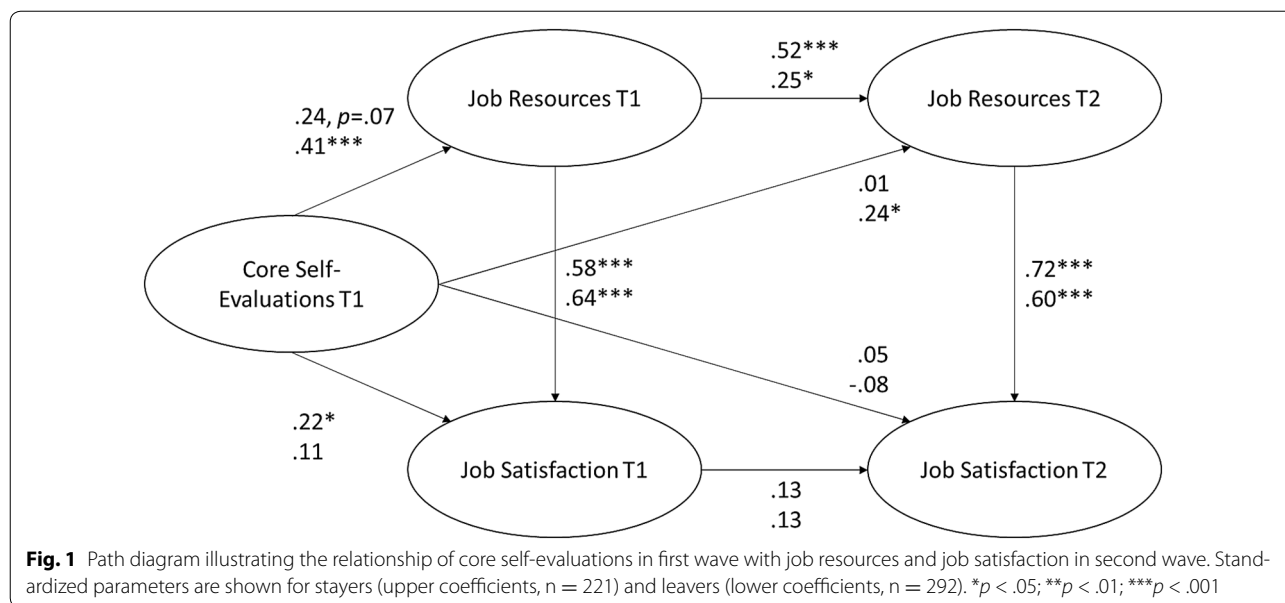 .52***
.25*
Job Resources T1
Job Resources T2
.24, p=.07
.41***
.01
.24*
Core Self-
Evaluations T1
.58***
.64***
.72***
.60***
.05
-.08
.22*
.11
Job Satisfaction T1
Job Satisfaction T2
.13
.13
Fig. 1 Path diagram illustrating the relationship of core self-evaluations in first wave with job resources and job satisfaction in second wave. Stand-
ardized parameters are shown for stayers (upper coefficients, n = 221) and leavers (lower coefficients, n = 292). *p < .05; **p < .01; ***p < .001